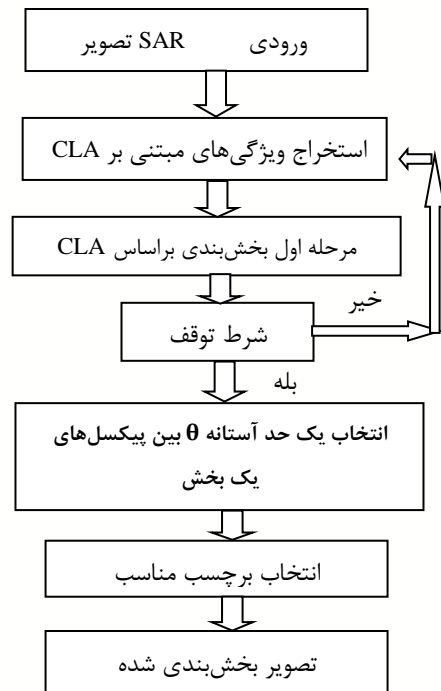 ورودی تصویر SAR
استخراج ویژگی‌های مبتنی بر CLA
مرحله اول بخش‌بندی براساس CLA
خیر
شرط توقف
بله
انتخاب یک حد آستانه θ بین پیکسل‌های
یک بخش
انتخاب برچسب مناسب
تصویر بخش‌بندی شده